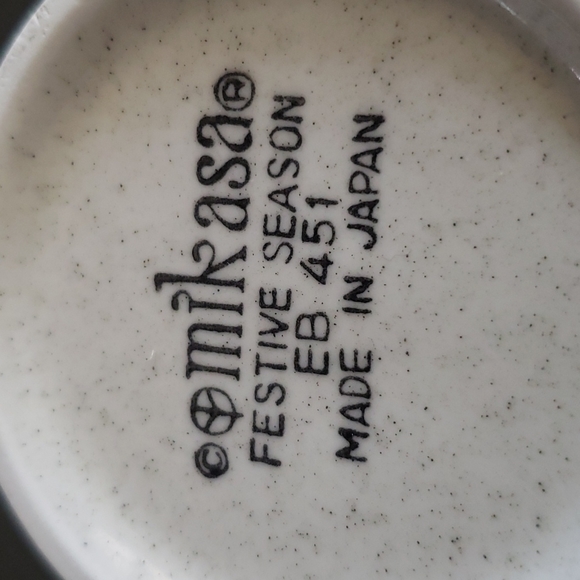 © mikasa®
FESTIVE SEASON
EB 451
MADE IN JAPAN